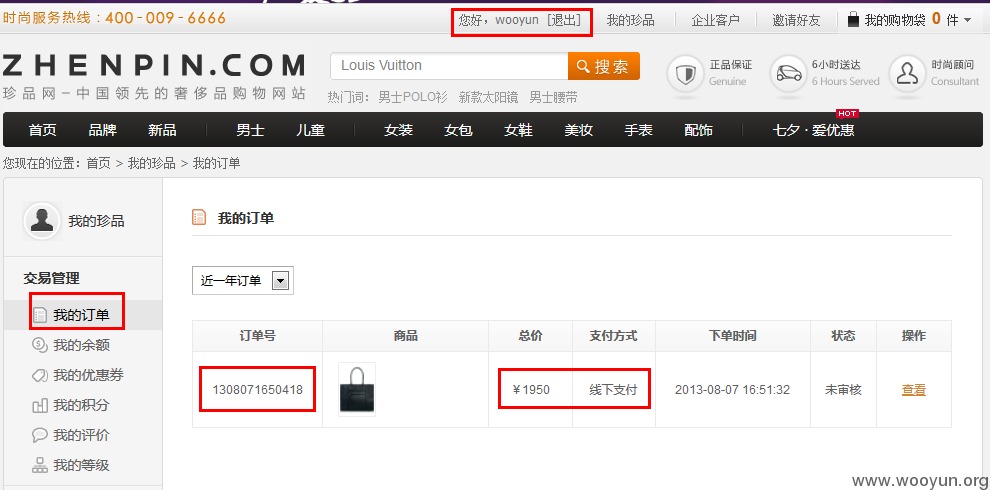 时尚服务热线：400-009-6666 您好，wooyun [退出] 我的珍品 企业客户 邀请好友 我的购物袋 0 件
ZHENPIN.COM Louis Vuitton 搜索 正品保证 6小时送达 时尚顾问
Genuine 6 Hours Served Consultant
珍品网－中国领先的奢侈品购物网站 热门词： 男士POLO衫 新款太阳镜 男士腰带
HOT
首页 品牌 新品 男士 儿童 女装 女包 女鞋 美妆 手表 配饰 七夕·爱优惠
您现在的位置：首页 > 我的珍品 > 我的订单
我的珍品
我的订单
交易管理
我的订单
我的余额
我的优惠券
我的积分
我的评价
我的等级
近一年订单
订单号 商品 总价 支付方式 下单时间 状态 操作
1308071650418 ￥1950 线下支付 2013-08-07 16:51:32 未审核 查看
www.wooyun.org